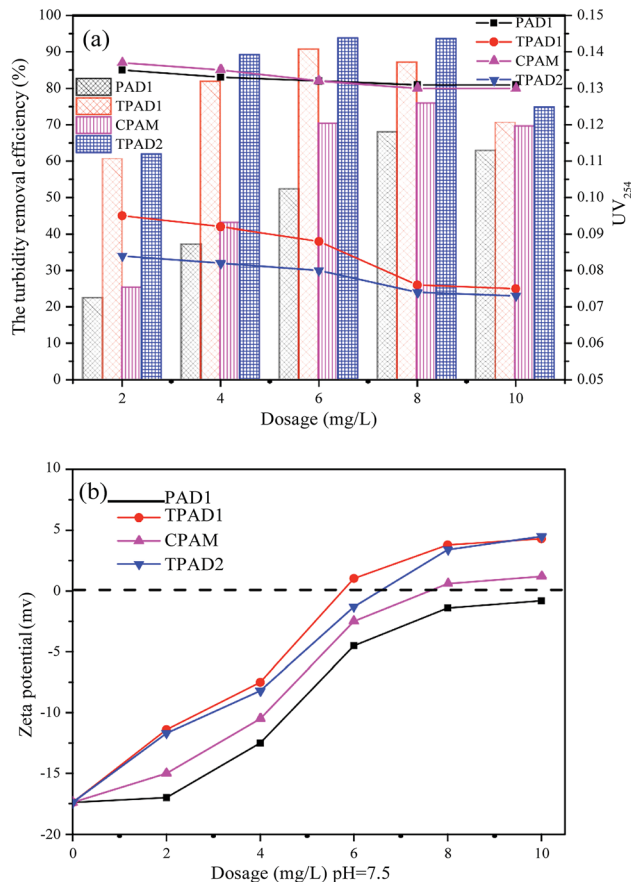 (a)
The turbidity removal efficiency (%)
100
90
80
70
60
50
40
30
20
10
0
PAD1
TPAD1
CPAM
TPAD2
PAD1
TPAD1
CPAM
TPAD2
0.15
0.14
0.13
0.12
0.11
0.10
0.09
0.08
0.07
0.06
0.05
UV254
2 4 6 8 10
Dosage (mg/L)
(b)
Zeta potential (mv)
10
5
0
-5
-10
-15
-20
PAD1
TPAD1
CPAM
TPAD2
0 2 4 6 8 10
Dosage (mg/L) pH=7.5